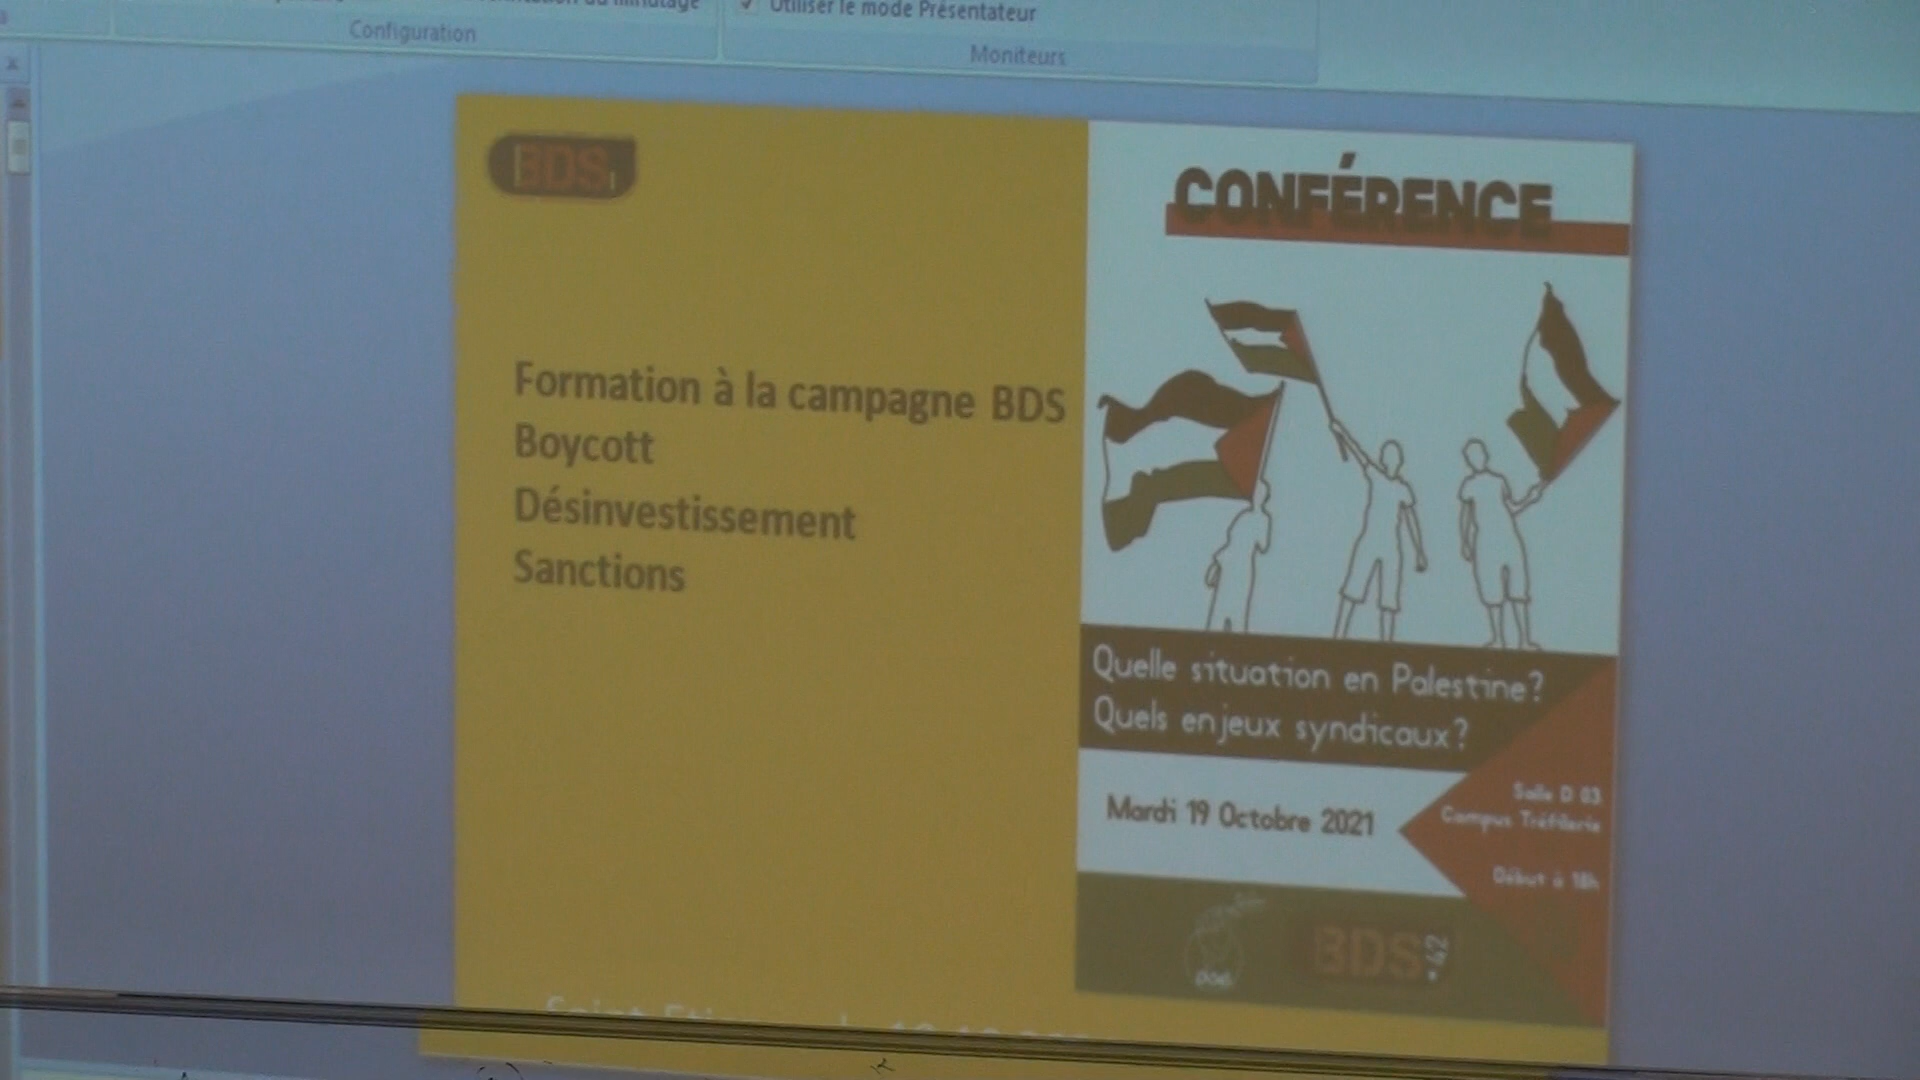 Utiliser le mode Présentateur
Configuration
Moniteurs
BDS
Formation à la campagne BDS
Boycott
Désinvestissement
Sanctions
CONFÉRENCE
Quelle situation en Palestine?
Quels enjeux syndicaux?
Mardi 19 Octobre 2021
Salle D 03
Campus Tréfilerie
Début à 18h
BDS 42